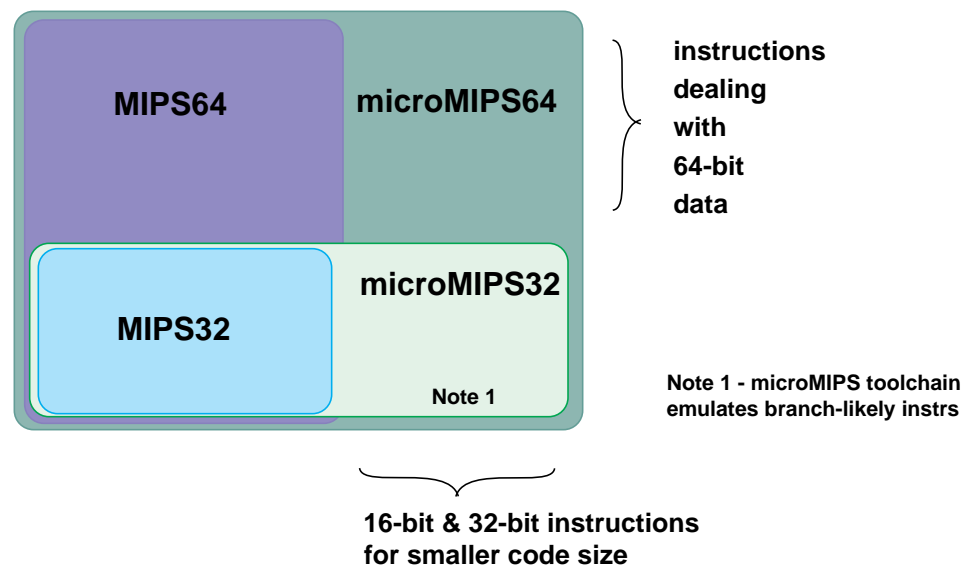 MIPS64
microMIPS64
instructions
dealing
with
64-bit
data
microMIPS32
MIPS32
Note 1
Note 1 - microMIPS toolchain
emulates branch-likely instrs
16-bit & 32-bit instructions
for smaller code size